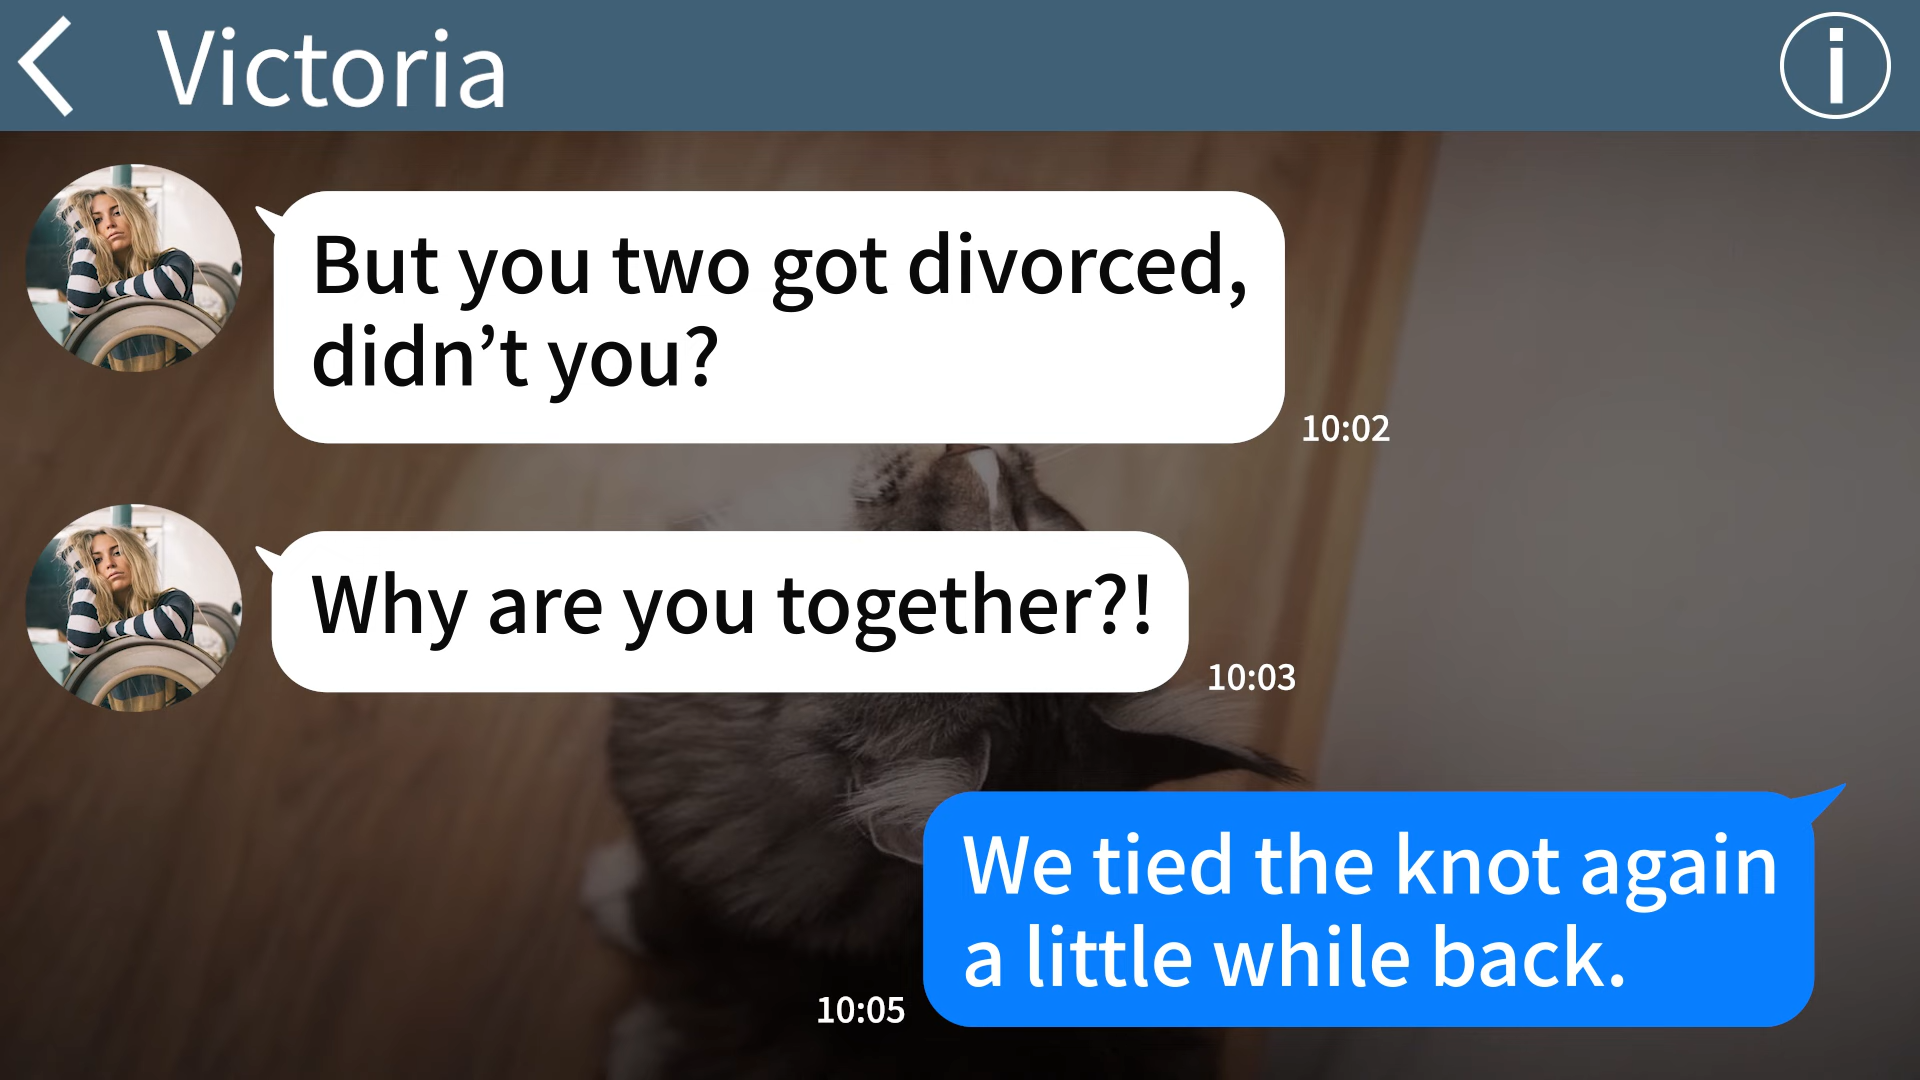 Victoria
But you two got divorced,
didn’t you?
10:02
Why are you together?!
10:03
We tied the knot again
a little while back.
10:05